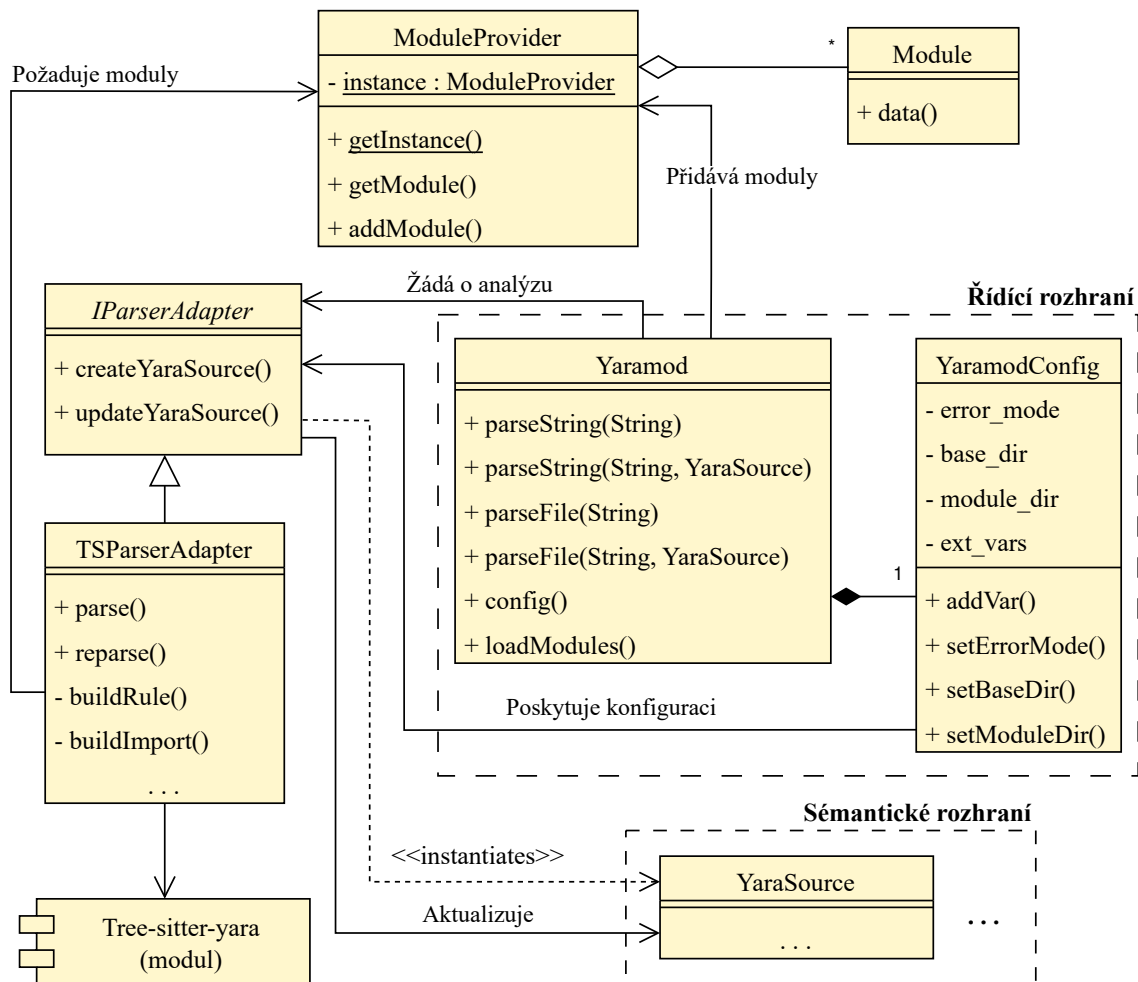 ModuleProvider
- instance : ModuleProvider
+ getInstance()
+ getModule()
+ addModule()
*
Module
+ data()
Požaduje moduly
Přidává moduly
Žádá o analýzu
IParserAdapter
+ createYaraSource()
+ updateYaraSource()
Řídící rozhraní
Yaramod
+ parseString(String)
+ parseString(String, YaraSource)
+ parseFile(String)
+ parseFile(String, YaraSource)
+ config()
+ loadModules()
1
YaramodConfig
- error_mode
- base_dir
- module_dir
- ext_vars
+ addVar()
+ setErrorMode()
+ setBaseDir()
+ setModuleDir()
Poskytuje konfiguraci
TSParserAdapter
+ parse()
+ reparse()
- buildRule()
- buildImport()
. . .
Sémantické rozhraní
<<instantiates>>
YaraSource
. . .
. . .
Aktualizuje
Tree-sitter-yara
(modul)